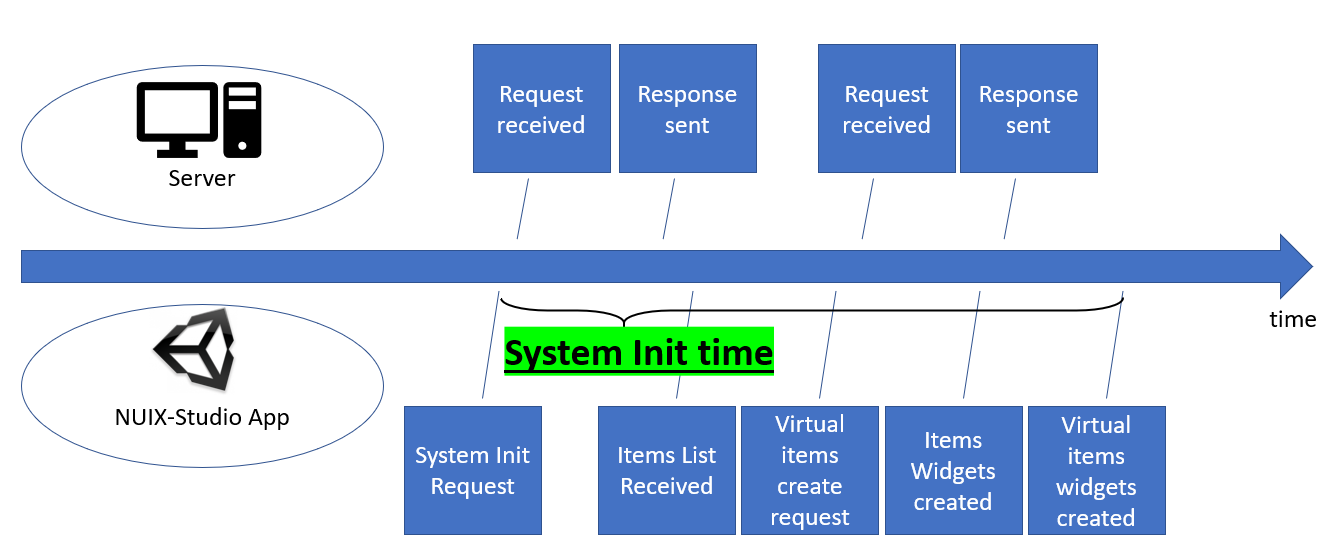 Request
received
Response
sent
Request
received
Response
sent
Server
time
System Init time
NUIX-Studio App
System Init
Request
Items List
Received
Virtual
items
create
request
Items
Widgets
created
Virtual
items
widgets
created